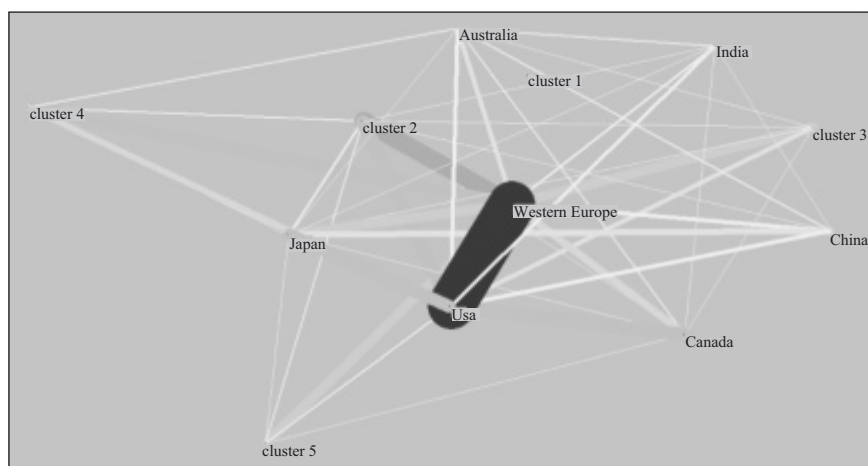 Australia
India
cluster 1
cluster 4
cluster 2
cluster 3
Western Europe
Japan
China
Usa
Canada
cluster 5